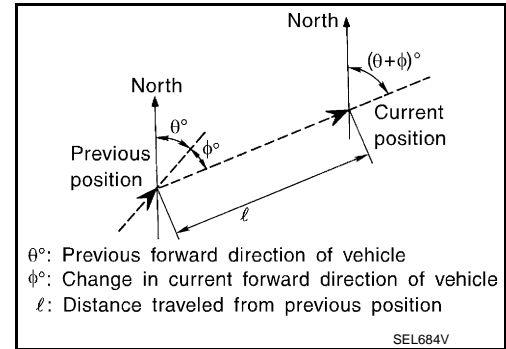 North
(θ+ϕ)°
North
θ°
ϕ°
Current
position
Previous
position
ℓ
θ°: Previous forward direction of vehicle
ϕ°: Change in current forward direction of vehicle
ℓ: Distance traveled from previous position
SEL684V